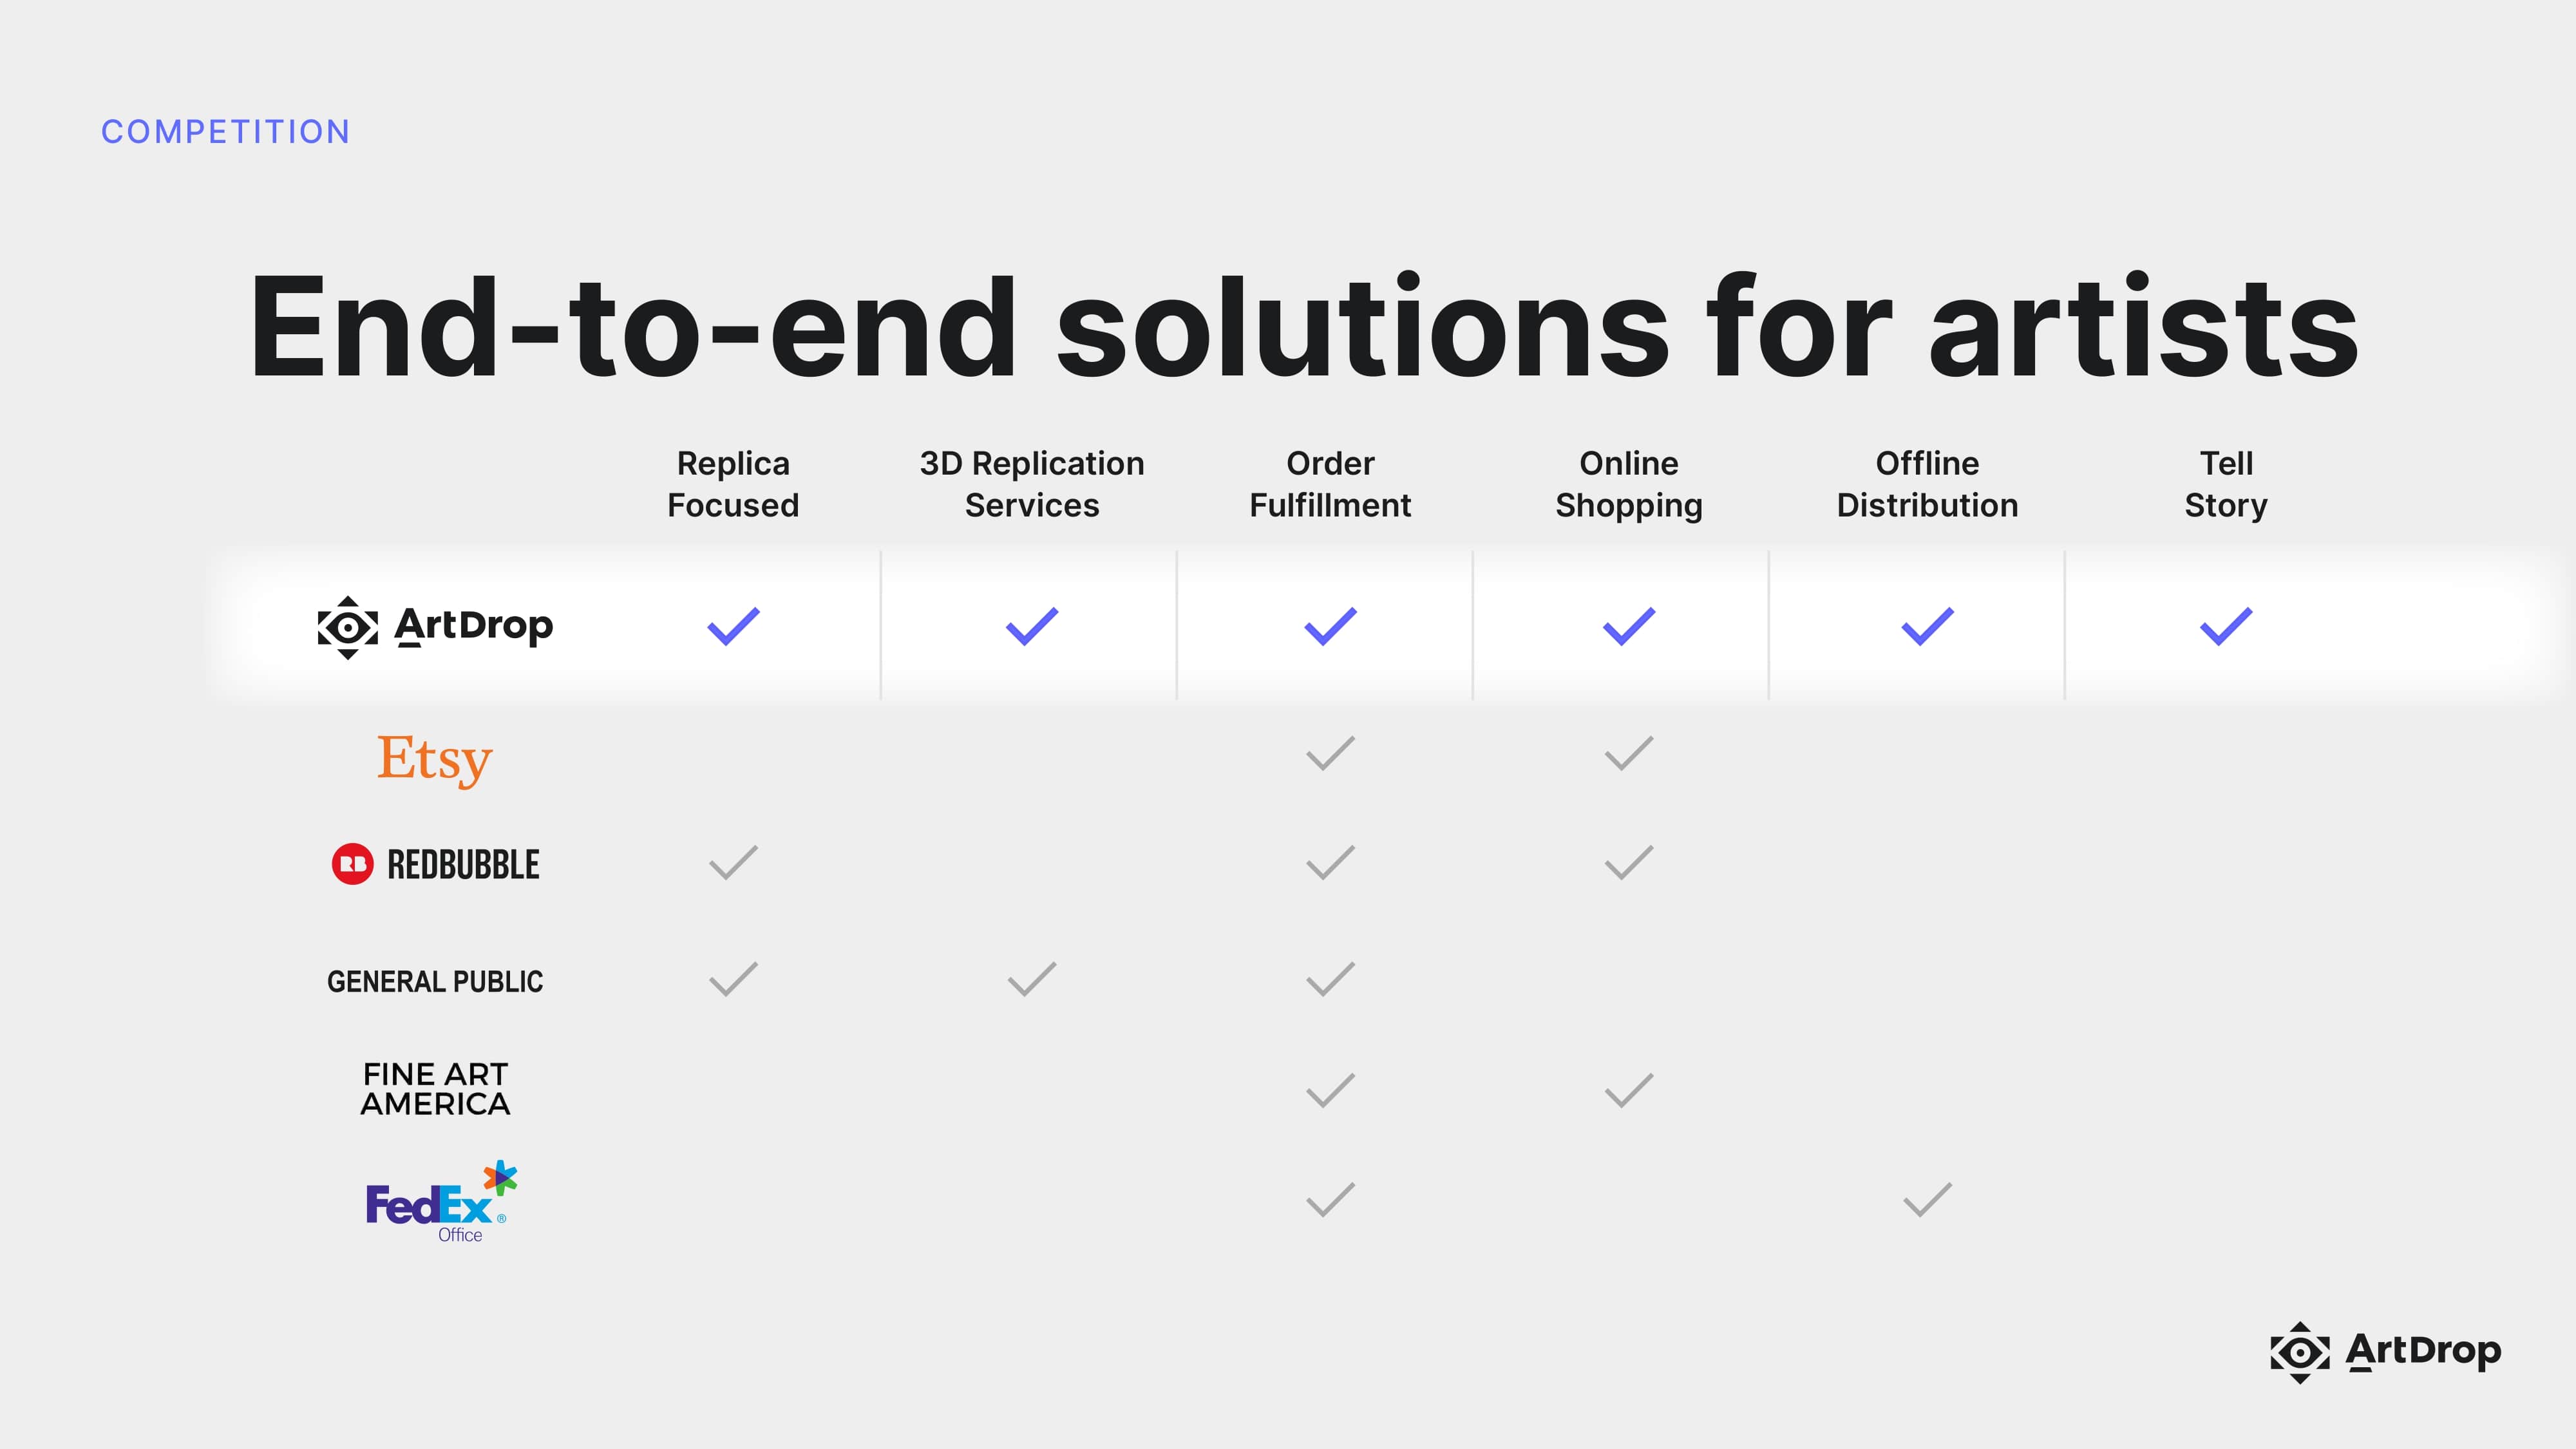 COMPETITION
End-to-end solutions for artists
Replica Focused
3D Replication Services
Order Fulfillment
Online Shopping
Offline Distribution
Tell Story
ArtDrop
Etsy
RB REDBUBBLE
GENERAL PUBLIC
FINE ART
AMERICA
FedEx®
Office
ArtDrop